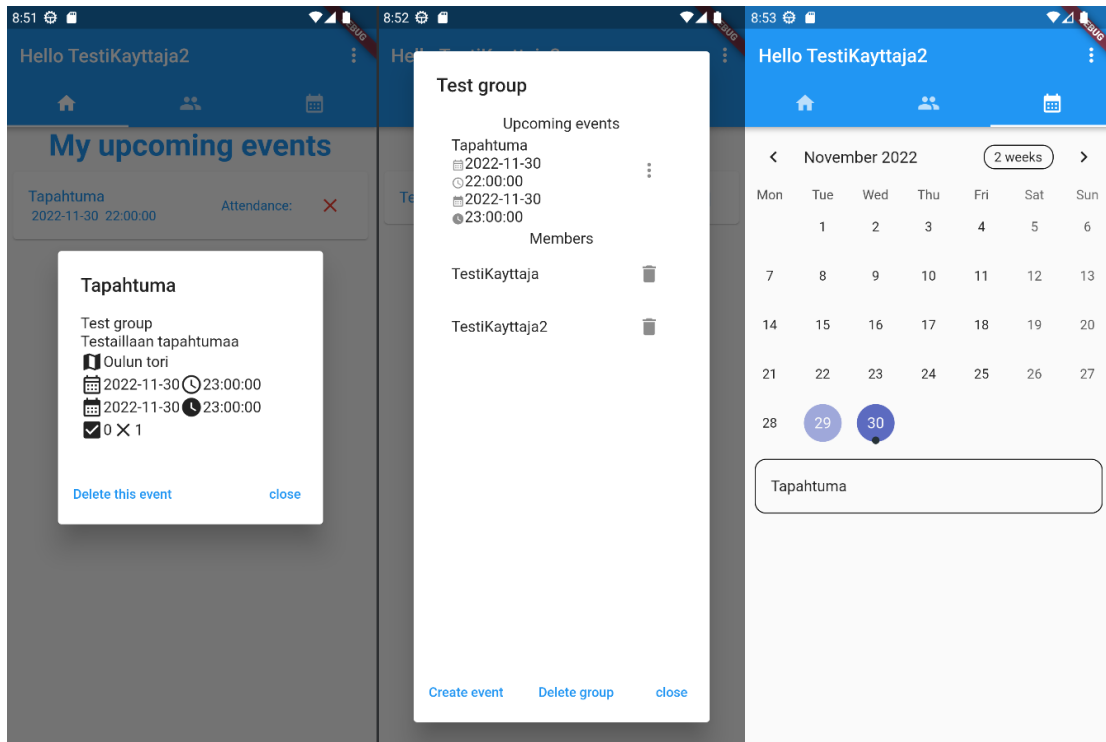 8:51
DEBUG
Hello TestiKayttaja2
My upcoming events
Tapahtuma
2022-11-30 22:00:00
Attendance:
Tapahtuma
Test group
Testaillaan tapahtumaa
Oulun tori
2022-11-30 23:00:00
2022-11-30 23:00:00
0 1
Delete this event close
8:52
He
Te
Test group
Upcoming events
Tapahtuma
2022-11-30
22:00:00
2022-11-30
23:00:00
Members
TestiKayttaja
TestiKayttaja2
Create event Delete group close
8:53
Hello TestiKayttaja2
November 2022 2 weeks
Mon Tue Wed Thu Fri Sat Sun
1 2 3 4 5 6
7 8 9 10 11 12 13
14 15 16 17 18 19 20
21 22 23 24 25 26 27
28 29 30
Tapahtuma